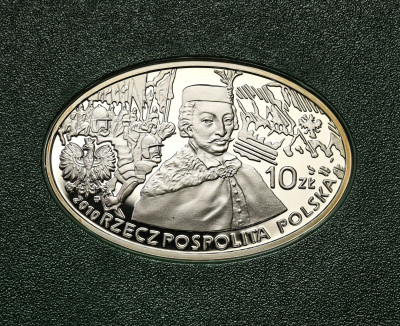 10 ZŁ
2010 RZECZPOSPOLITA POLSKA